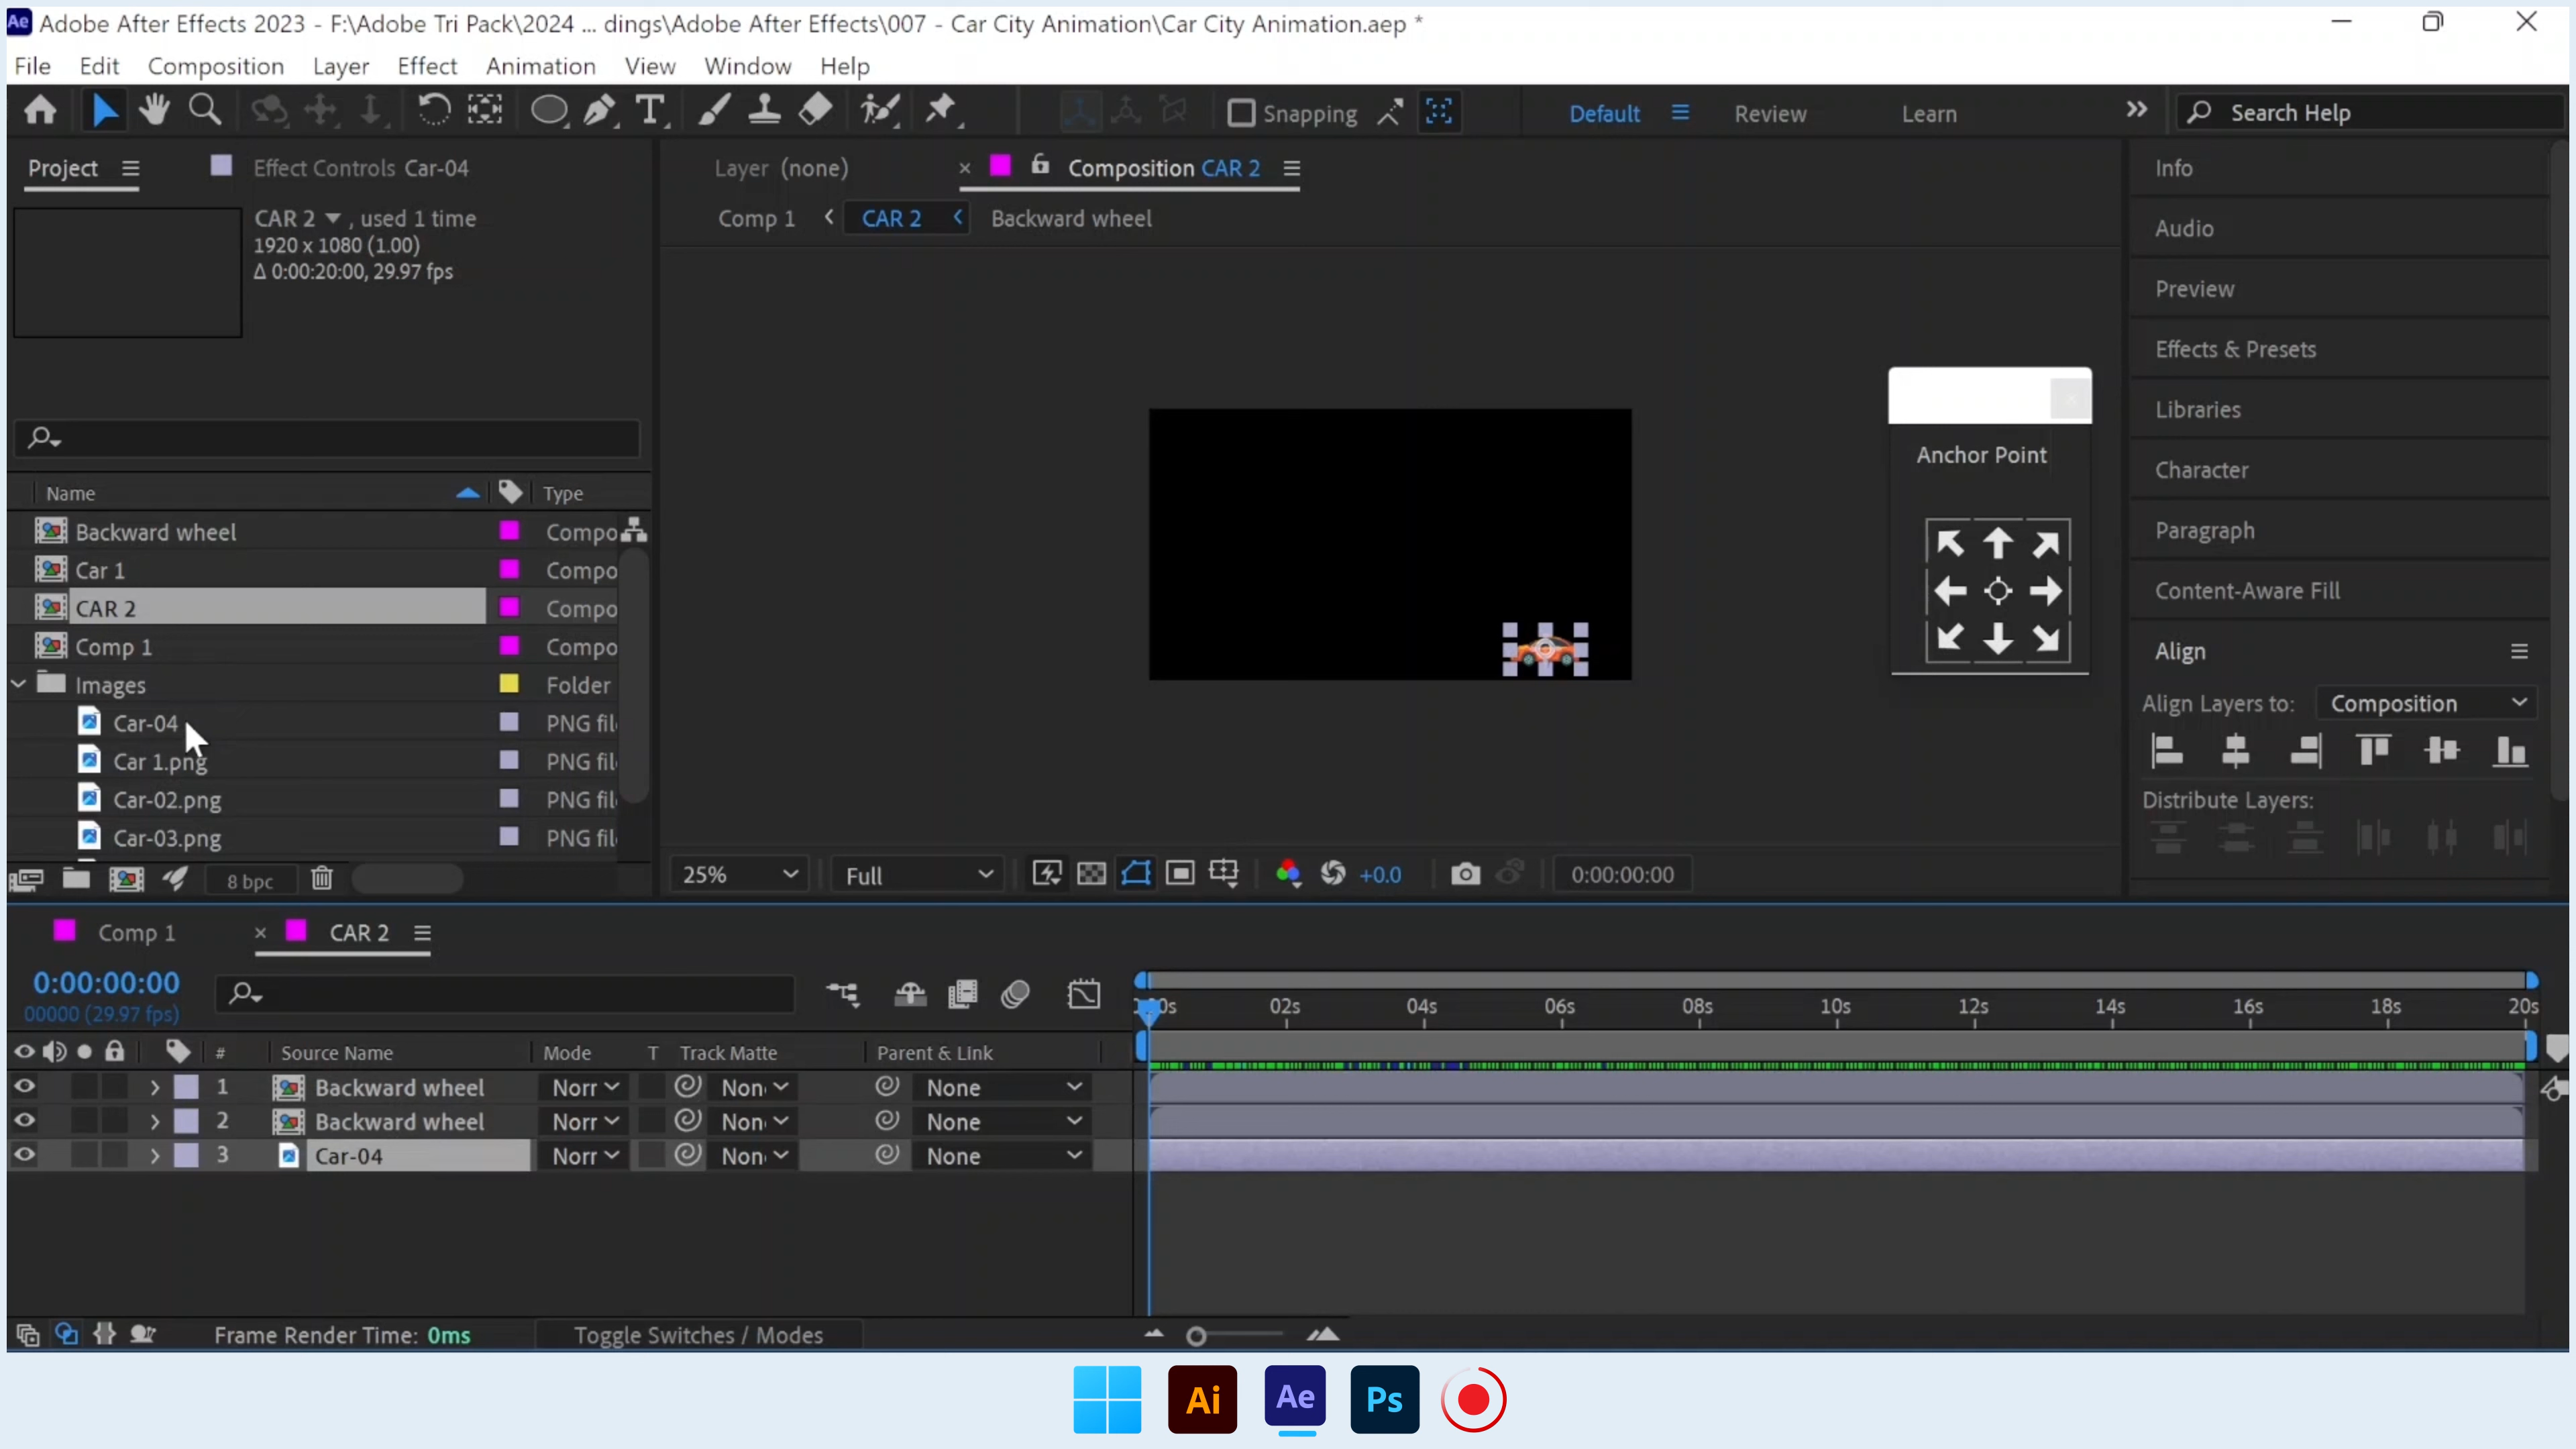 Ae Adobe After Effects 2023 - F:\Adobe Tri Pack\2024 ... dings\Adobe After Effects\007 - Car City Animation\Car City Animation.aep *
File Edit Composition Layer Effect Animation View Window Help
Snapping Default Review Learn Search Help
Project Effect Controls Car-04
CAR 2 , used 1 time
1920 x 1080 (1.00)
Δ 0:00:20:00, 29.97 fps
Name Type
Backward wheel Compo
Car 1 Compo
CAR 2 Compo
Comp 1 Compo
Images Folder
Car-04 PNG fil
Car 1.png PNG fil
Car-02.png PNG fil
Car-03.png PNG fil
8 bpc
Layer (none) Composition CAR 2
Comp 1 CAR 2 Backward wheel
Anchor Point
25% Full +0.0 0:00:00:00
Info
Audio
Preview
Effects & Presets
Libraries
Character
Paragraph
Content-Aware Fill
Align
Align Layers to: Composition
Distribute Layers:
Comp 1 CAR 2
0:00:00:00
00000 (29.97 fps)
02s 04s 06s 08s 10s 12s 14s 16s 18s 20s
# Source Name Mode T Track Matte Parent & Link
1 Backward wheel Norr Non None
2 Backward wheel Norr Non None
3 Car-04 Norr Non None
Frame Render Time: 0ms Toggle Switches / Modes
Ai Ae Ps